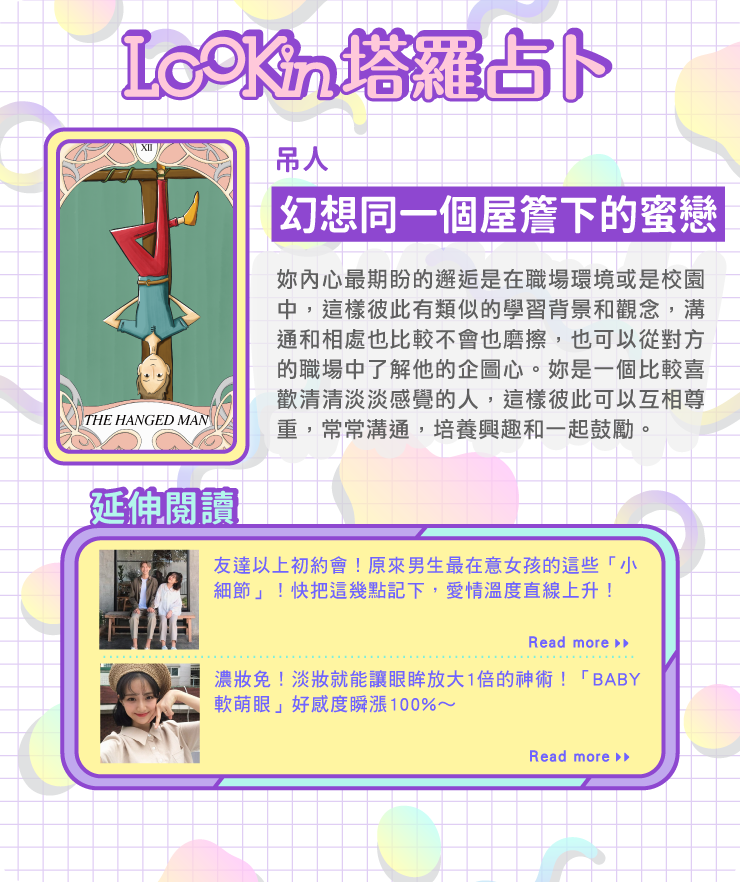 LOOKin塔羅占卜
XII
THE HANGED MAN
吊人
幻想同一個屋簷下的蜜戀
妳內心最期盼的邂逅是在職場環境或是校園
中，這樣彼此有類似的學習背景和觀念，溝
通和相處也比較不會也磨擦，也可以從對方
的職場中了解他的企圖心。妳是一個比較喜
歡清清淡淡感覺的人，這樣彼此可以互相尊
重，常常溝通，培養興趣和一起鼓勵。
延伸閱讀
友達以上初約會！原來男生最在意女孩的這些「小
細節」！快把這幾點記下，愛情溫度直線上升！
Read more
濃妝免！淡妝就能讓眼眸放大1倍的神術！「BABY
軟萌眼」好感度瞬漲100%～
Read more